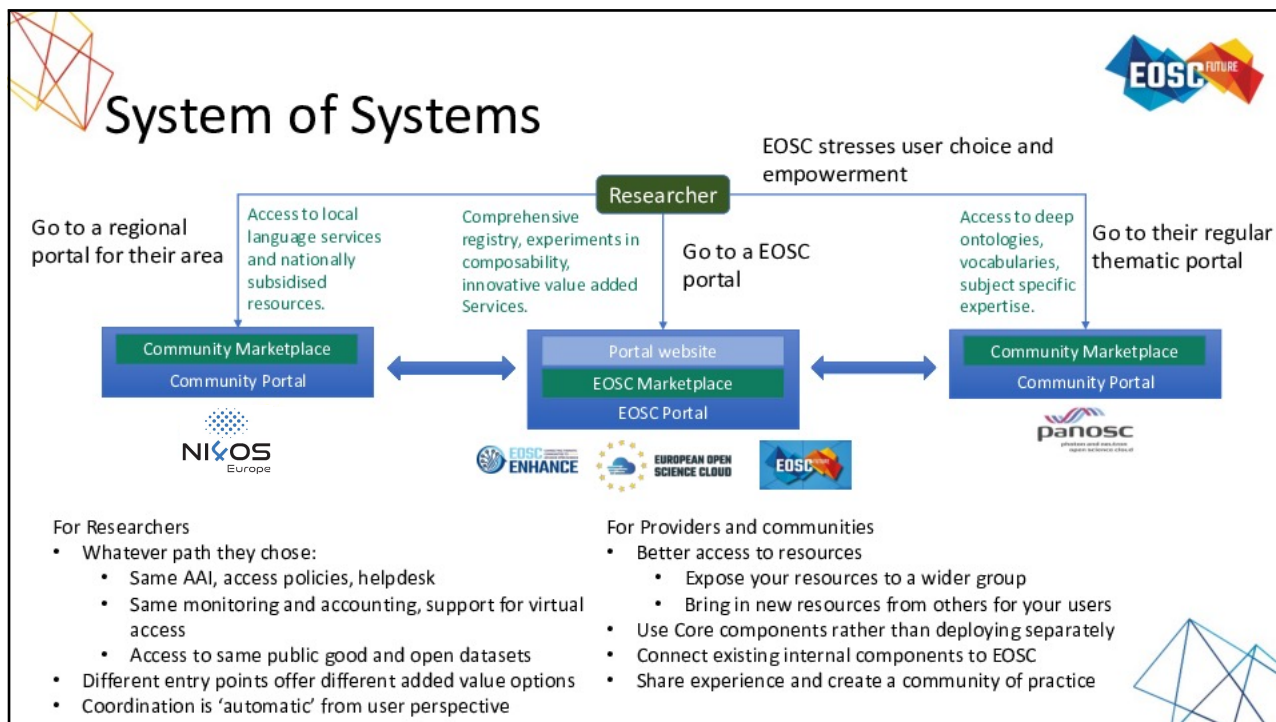 System of Systems
EOSC FUTURE
EOSC stresses user choice and
empowerment
Researcher
Go to a regional
portal for their area
Access to local
language services
and nationally
subsidised
resources.
Comprehensive
registry, experiments in
composability,
innovative value added
Services.
Go to a EOSC
portal
Access to deep
ontologies,
vocabularies,
subject specific
expertise.
Go to their regular
thematic portal
Community Marketplace
Community Portal
Portal website
EOSC Marketplace
EOSC Portal
Community Marketplace
Community Portal
NI4OS
Europe
EOSC
ENHANCE
EUROPEAN OPEN
SCIENCE CLOUD
EOSC
panosc
photon and neutron
open science cloud
For Researchers
• Whatever path they chose:
• Same AAI, access policies, helpdesk
• Same monitoring and accounting, support for virtual
access
• Access to same public good and open datasets
• Different entry points offer different added value options
• Coordination is ‘automatic’ from user perspective
For Providers and communities
• Better access to resources
• Expose your resources to a wider group
• Bring in new resources from others for your users
• Use Core components rather than deploying separately
• Connect existing internal components to EOSC
• Share experience and create a community of practice